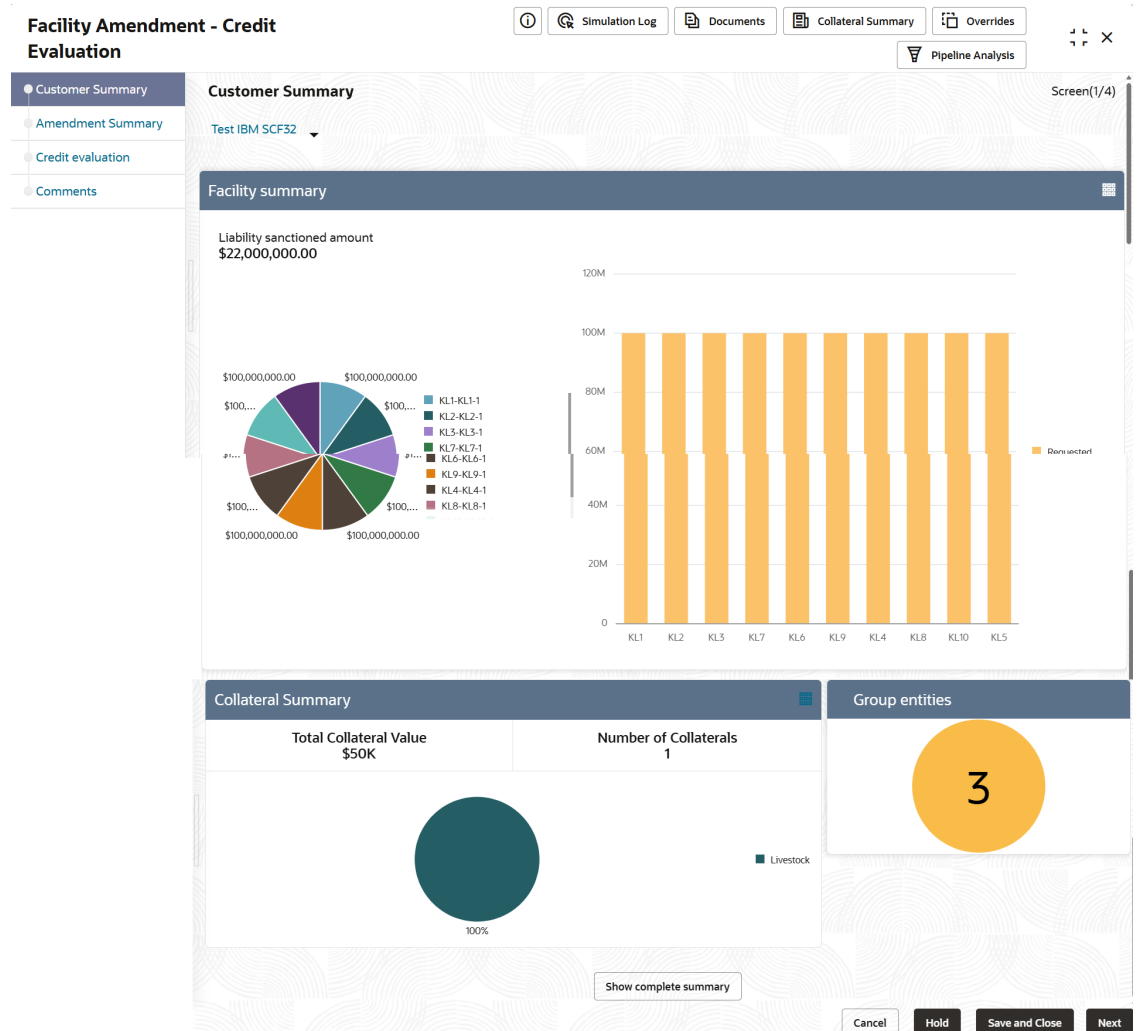 Facility Amendment - Credit
Evaluation
Simulation Log
Documents
Collateral Summary
Overrides
Pipeline Analysis
Customer Summary
Amendment Summary
Credit evaluation
Comments
Customer Summary
Screen(1/4)
Test IBM SCF32
Facility summary
Liability sanctioned amount
$22,000,000.00
$100,000,000.00
$100,000,000.00
$100,...
$100,...
$100,...
$100,...
$100,000,000.00
$100,000,000.00
KL1-KL1-1
KL2-KL2-1
KL3-KL3-1
KL7-KL7-1
KL6-KL6-1
KL9-KL9-1
KL4-KL4-1
KL8-KL8-1
120M
100M
80M
60M
40M
20M
0
KL1 KL2 KL3 KL7 KL6 KL9 KL4 KL8 KL10 KL5
Requested
Collateral Summary
Total Collateral Value
$50K
Number of Collaterals
1
Livestock
100%
Group entities
3
Show complete summary
Cancel
Hold
Save and Close
Next